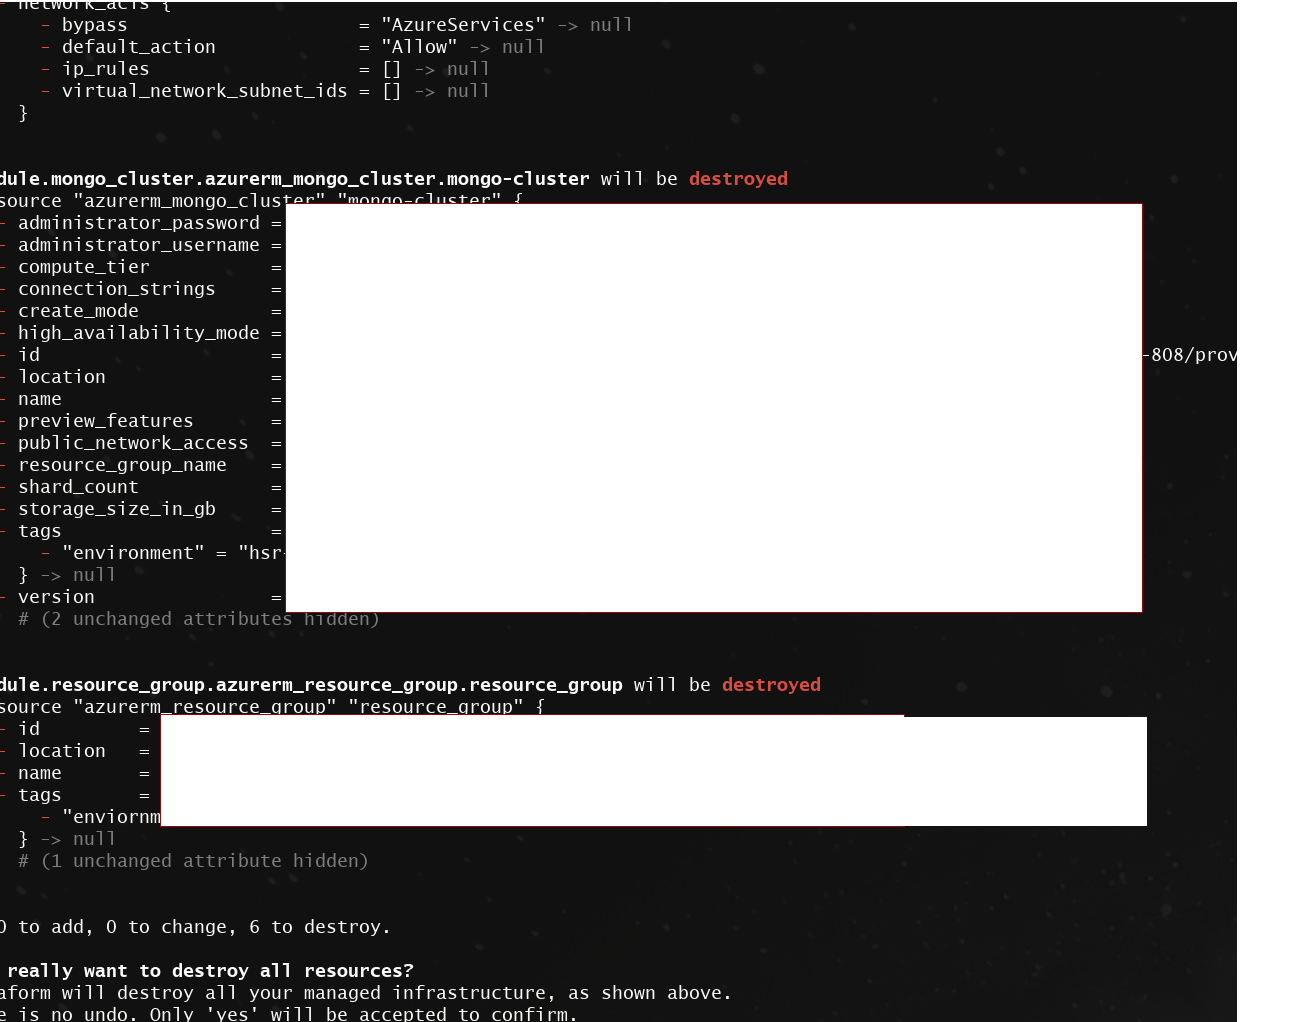 - network_acls {
- bypass = "AzureServices" -> null
- default_action = "Allow" -> null
- ip_rules = [] -> null
- virtual_network_subnet_ids = [] -> null
}
dule.mongo_cluster.azurerm_mongo_cluster.mongo-cluster will be destroyed
source "azurerm_mongo_cluster" "mongo-cluster" {
- administrator_password =
- administrator_username =
- compute_tier =
- connection_strings =
- create_mode =
- high_availability_mode =
- id = -808/prov
- location =
- name =
- preview_features =
- public_network_access =
- resource_group_name =
- shard_count =
- storage_size_in_gb =
- tags =
- "environment" = "hsr-
} -> null
- version =
# (2 unchanged attributes hidden)
dule.resource_group.azurerm_resource_group.resource_group will be destroyed
source "azurerm_resource_group" "resource_group" {
- id =
- location =
- name =
- tags =
- "enviornm
} -> null
# (1 unchanged attribute hidden)
0 to add, 0 to change, 6 to destroy.
really want to destroy all resources?
aform will destroy all your managed infrastructure, as shown above.
e is no undo. Only 'yes' will be accepted to confirm.